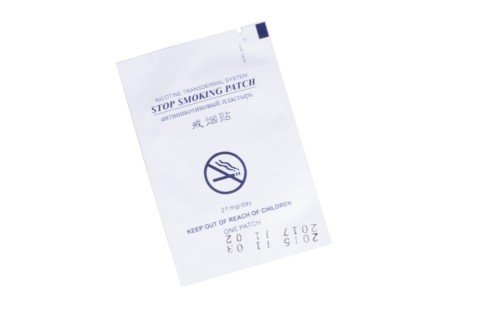 NICOTINE TRANSDERMAL SYSTEM
STOP SMOKING PATCH
антиникотиновый пластырь
戒烟贴
21 mg/day
KEEP OUT OF REACH OF CHILDREN
ONE PATCH
2015 11 03
2017 11 02